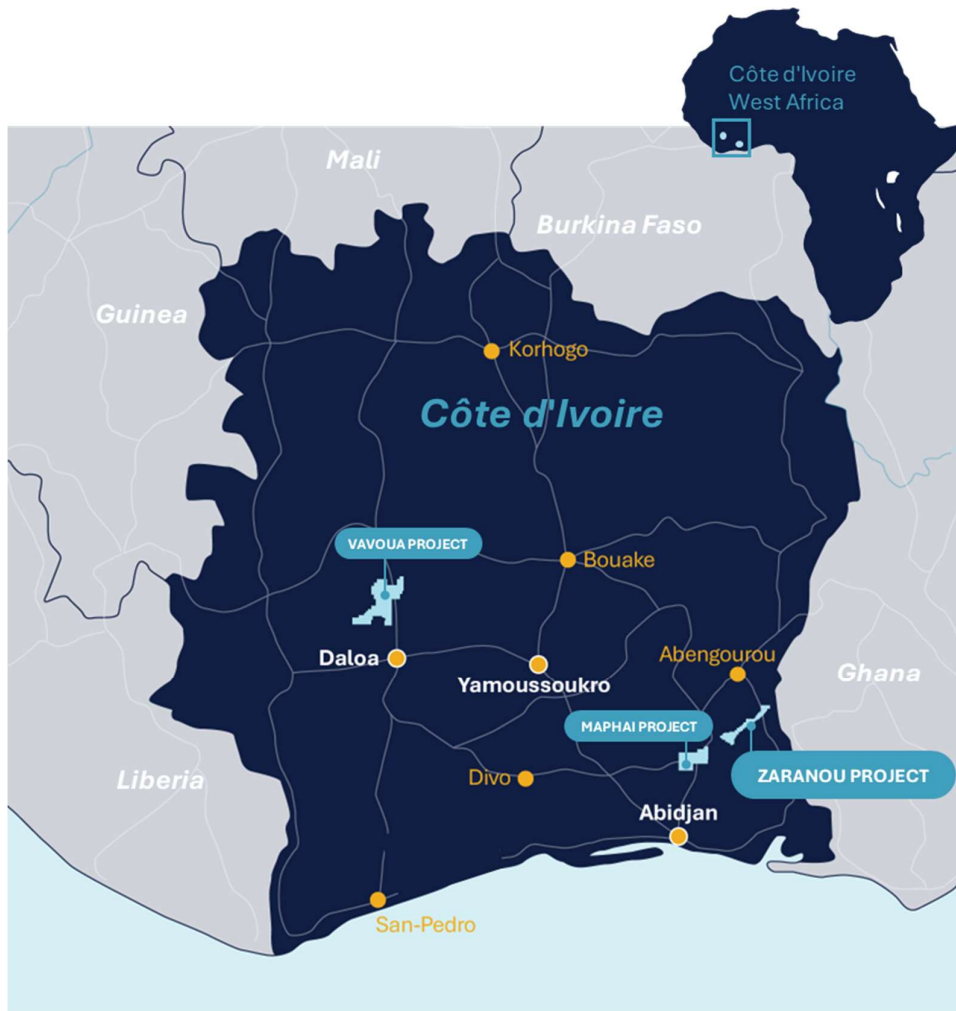 Côte d'Ivoire
West Africa
Mali
Burkina Faso
Guinea
Korhogo
Côte d'Ivoire
VAVOUA PROJECT
Bouake
Daloa
Abengourou
Yamoussoukro
Ghana
MAPHAI PROJECT
Liberia
Divo
ZARANOU PROJECT
Abidjan
San-Pedro